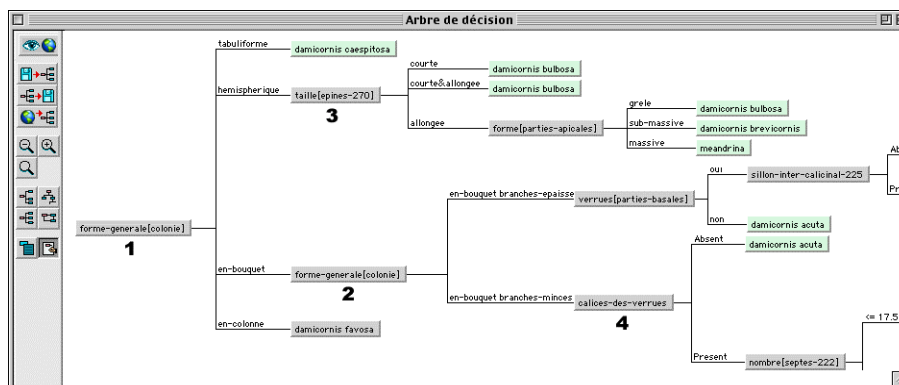 Arbre de décision
tabuliforme
damicornis caespitosa
hemispherique
taille[epines-270]
3
courte
damicornis bulbosa
courte&allongee
damicornis bulbosa
allongee
forme[parties-apicales]
grele
damicornis bulbosa
sub-massive
damicornis brevicornis
massive
meandrina
forme-generale[colonie]
1
en-bouquet
forme-generale[colonie]
2
en-bouquet branches-epaisse
verrues[parties-basales]
oui
sillon-inter-calicinal-225
Ab
Pr
non
damicornis acuta
en-bouquet branches-minces
calices-des-verrues
4
Absent
damicornis acuta
Present
nombre[septes-222]
<= 17.5
en-colonne
damicornis favosa